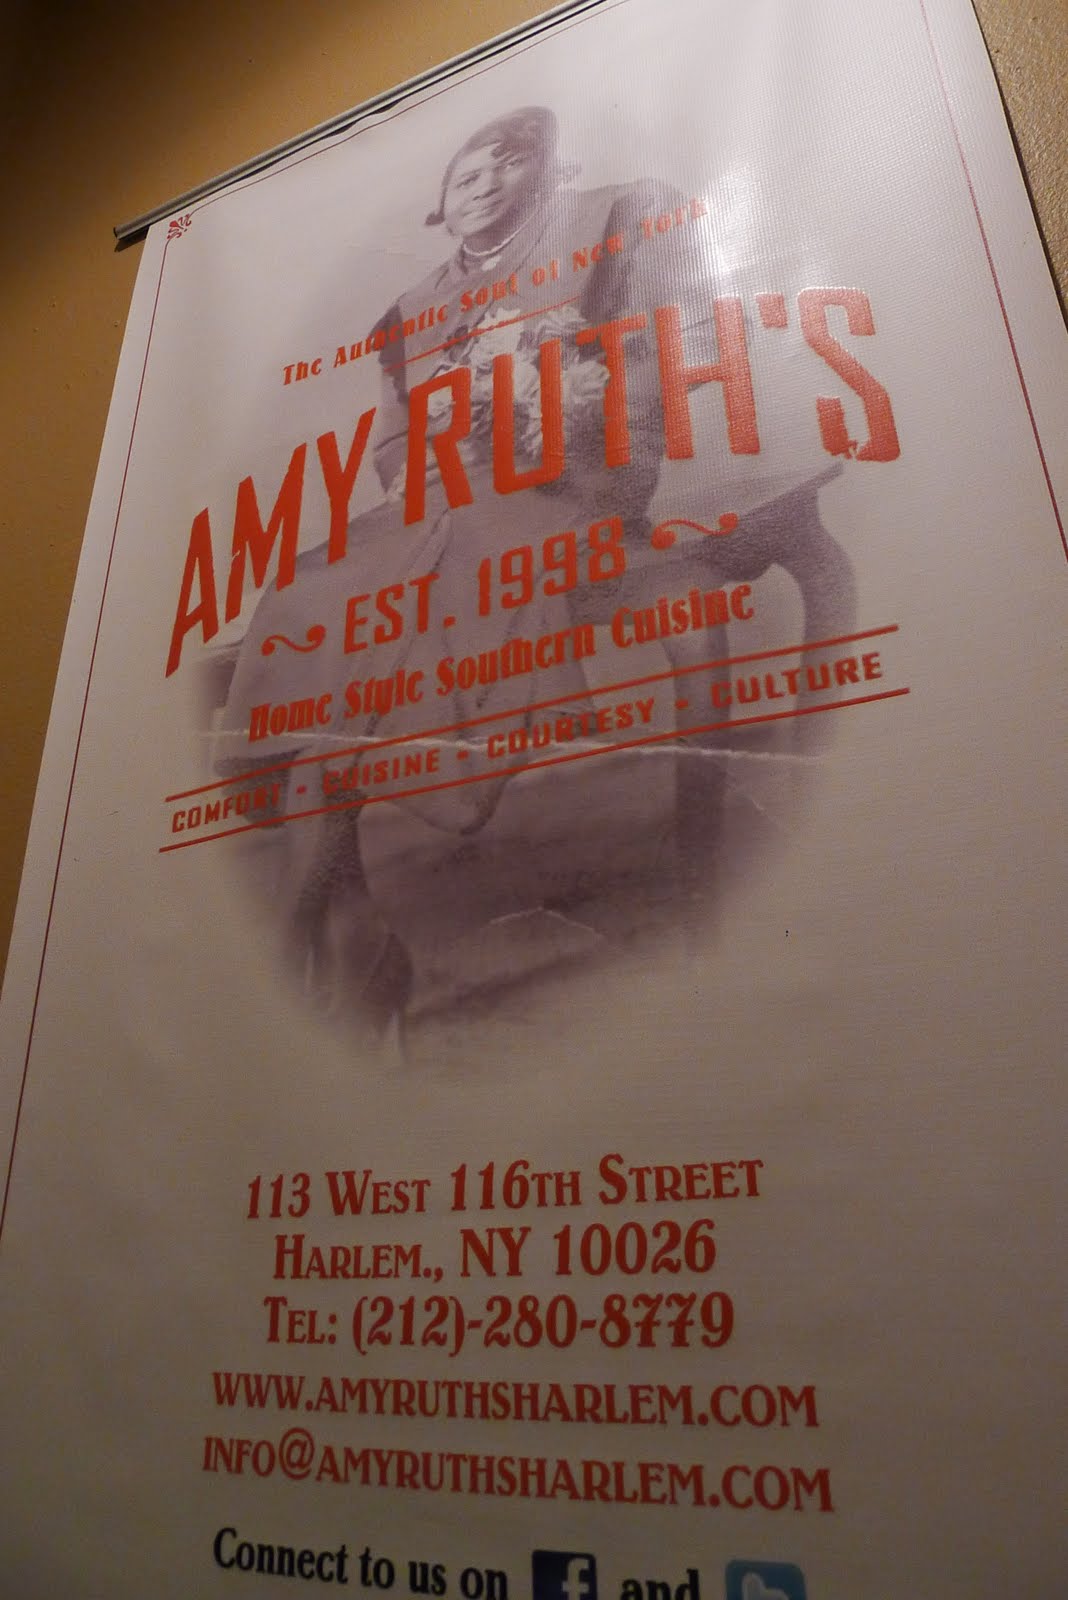 The Authentic Soul of New York
AMY RUTH'S
EST. 1998
Home Style Southern Cuisine
COMFORT - CUISINE - COURTESY - CULTURE
113 WEST 116TH STREET
HARLEM., NY 10026
TEL: (212)-280-8779
WWW.AMYRUTHSHARLEM.COM
INFO@AMYRUTHSHARLEM.COM
Connect to us on f and